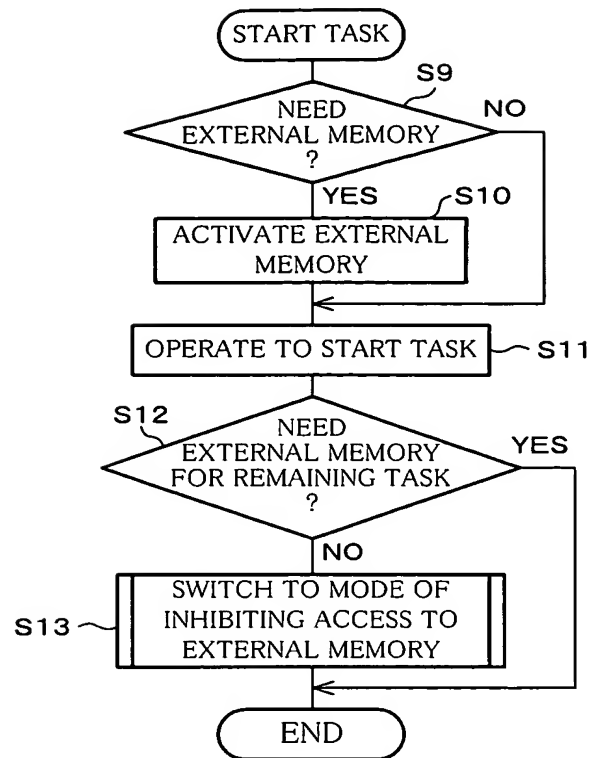 START TASK
S9
NEED
EXTERNAL MEMORY
?
NO
YES
S10
ACTIVATE EXTERNAL
MEMORY
OPERATE TO START TASK
S11
S12
NEED
EXTERNAL MEMORY
FOR REMAINING TASK
?
YES
NO
S13
SWITCH TO MODE OF
INHIBITING ACCESS TO
EXTERNAL MEMORY
END